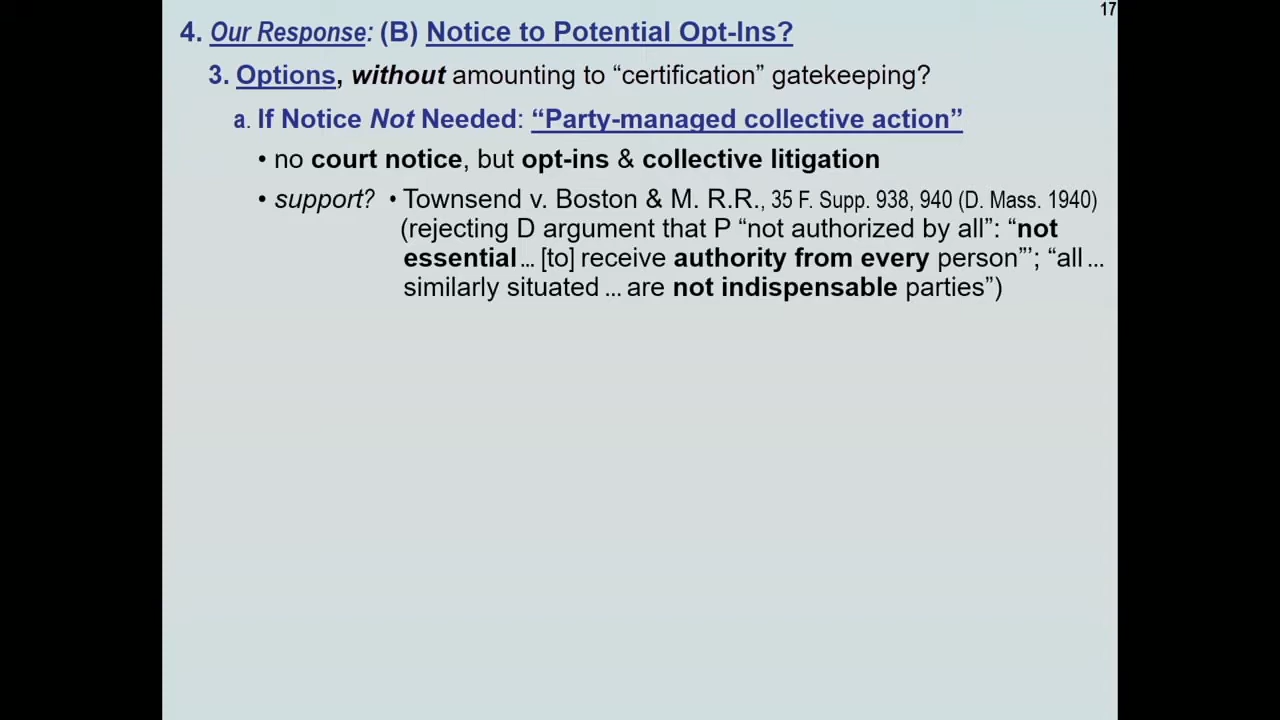 17
4. Our Response: (B) Notice to Potential Opt-Ins?
3. Options, without amounting to “certification” gatekeeping?
a. If Notice Not Needed: “Party-managed collective action”
• no court notice, but opt-ins & collective litigation
• support? • Townsend v. Boston & M. R.R., 35 F. Supp. 938, 940 (D. Mass. 1940)
(rejecting D argument that P “not authorized by all”: “not
essential ... [to] receive authority from every person”’; “all ...
similarly situated ... are not indispensable parties”)